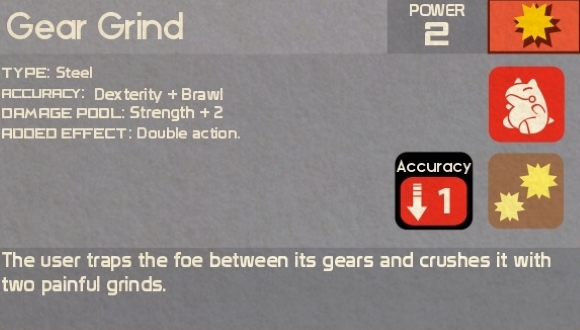 Gear Grind
POWER
2
TYPE: Steel
ACCURACY: Dexterity + Brawl
DAMAGE POOL: Strength + 2
ADDED EFFECT: Double action.
Accuracy
1
The user traps the foe between its gears and crushes it with
two painful grinds.